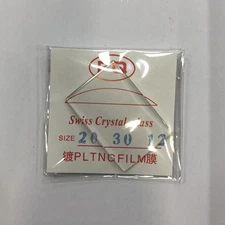 Swiss Crystal Glass
SIZE 20 30 12
镀PLTNGFILM膜